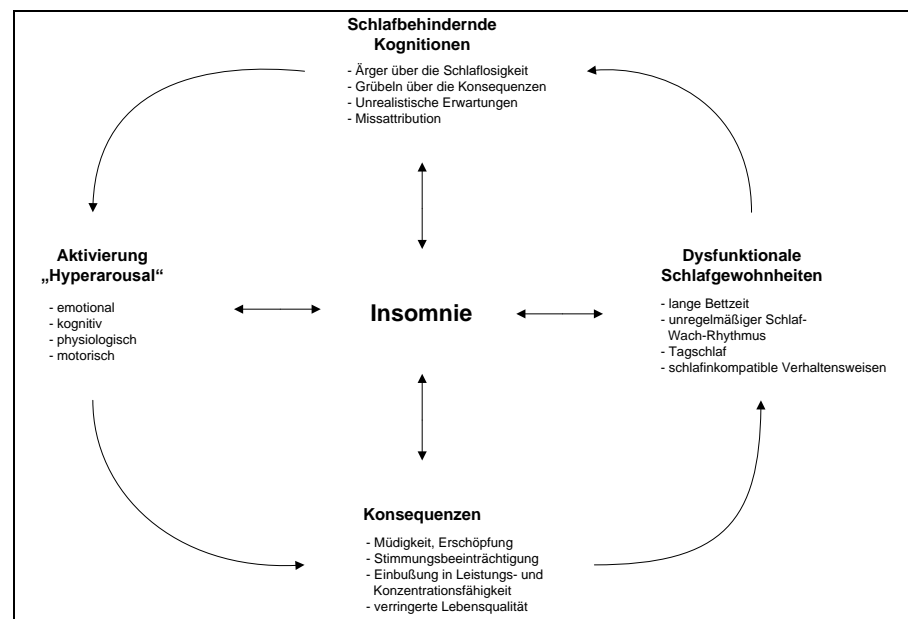 Schlafbehindernde
Kognitionen
- Ärger über die Schlaflosigkeit
- Grübeln über die Konsequenzen
- Unrealistische Erwartungen
- Missattribution
Aktivierung
„Hyperarousal“
- emotional
- kognitiv
- physiologisch
- motorisch
Insomnie
Dysfunktionale
Schlafgewohnheiten
- lange Bettzeit
- unregelmäßiger Schlaf-
Wach-Rhythmus
- Tagschlaf
- schlafinkompatible Verhaltensweisen
Konsequenzen
- Müdigkeit, Erschöpfung
- Stimmungsbeeinträchtigung
- Einbußung in Leistungs- und
Konzentrationsfähigkeit
- verringerte Lebensqualität